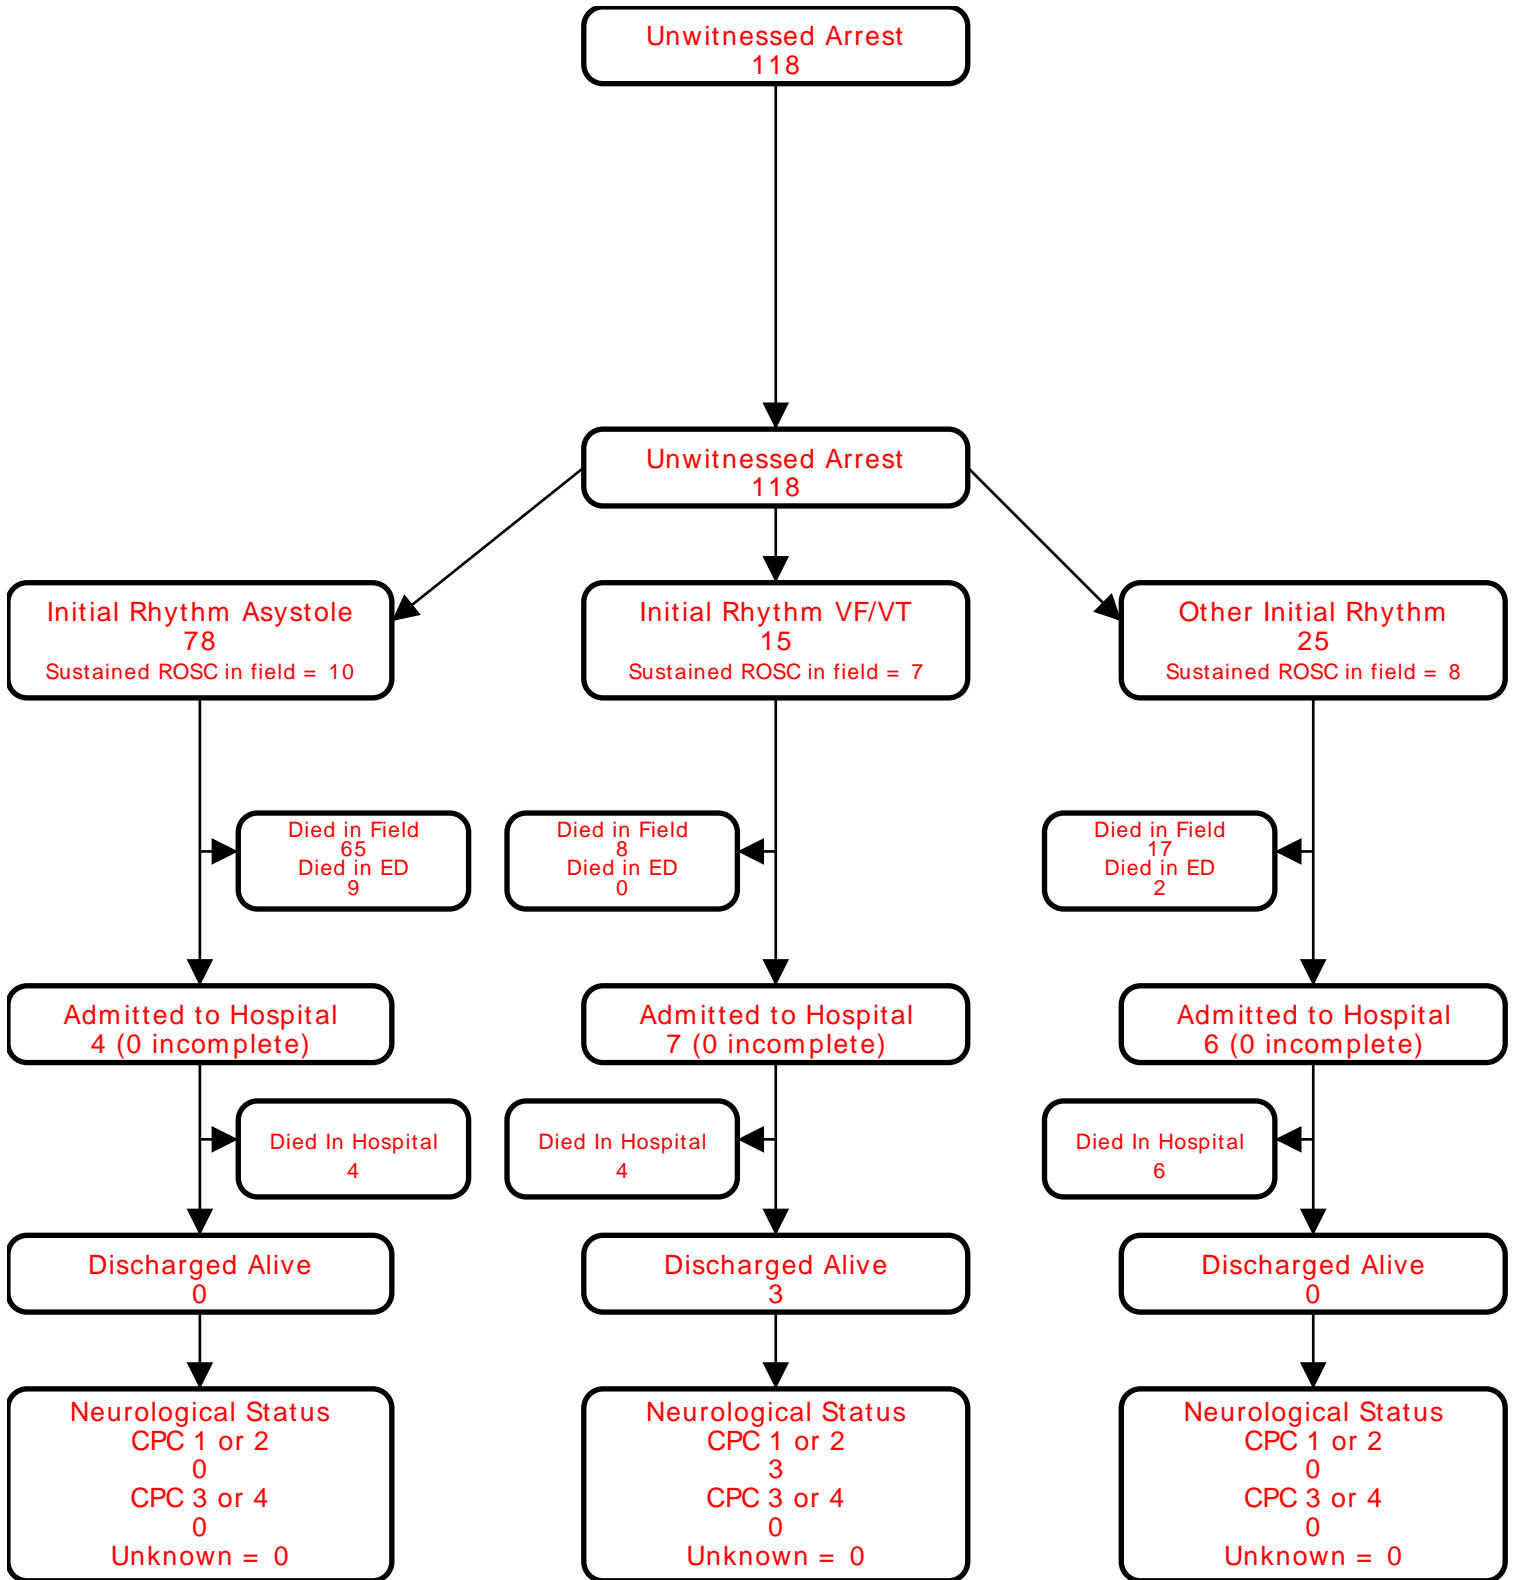 Unwitnessed Arrest
118
Unwitnessed Arrest
118
Initial Rhythm Asystole
78
Sustained ROSC in field = 10
Initial Rhythm VF/VT
15
Sustained ROSC in field = 7
Other Initial Rhythm
25
Sustained ROSC in field = 8
Died in Field
65
Died in ED
9
Died in Field
8
Died in ED
0
Died in Field
17
Died in ED
2
Admitted to Hospital
4 (0 incomplete)
Admitted to Hospital
7 (0 incomplete)
Admitted to Hospital
6 (0 incomplete)
Died In Hospital
4
Died In Hospital
4
Died In Hospital
6
Discharged Alive
0
Discharged Alive
3
Discharged Alive
0
Neurological Status
CPC 1 or 2
0
CPC 3 or 4
0
Unknown = 0
Neurological Status
CPC 1 or 2
3
CPC 3 or 4
0
Unknown = 0
Neurological Status
CPC 1 or 2
0
CPC 3 or 4
0
Unknown = 0